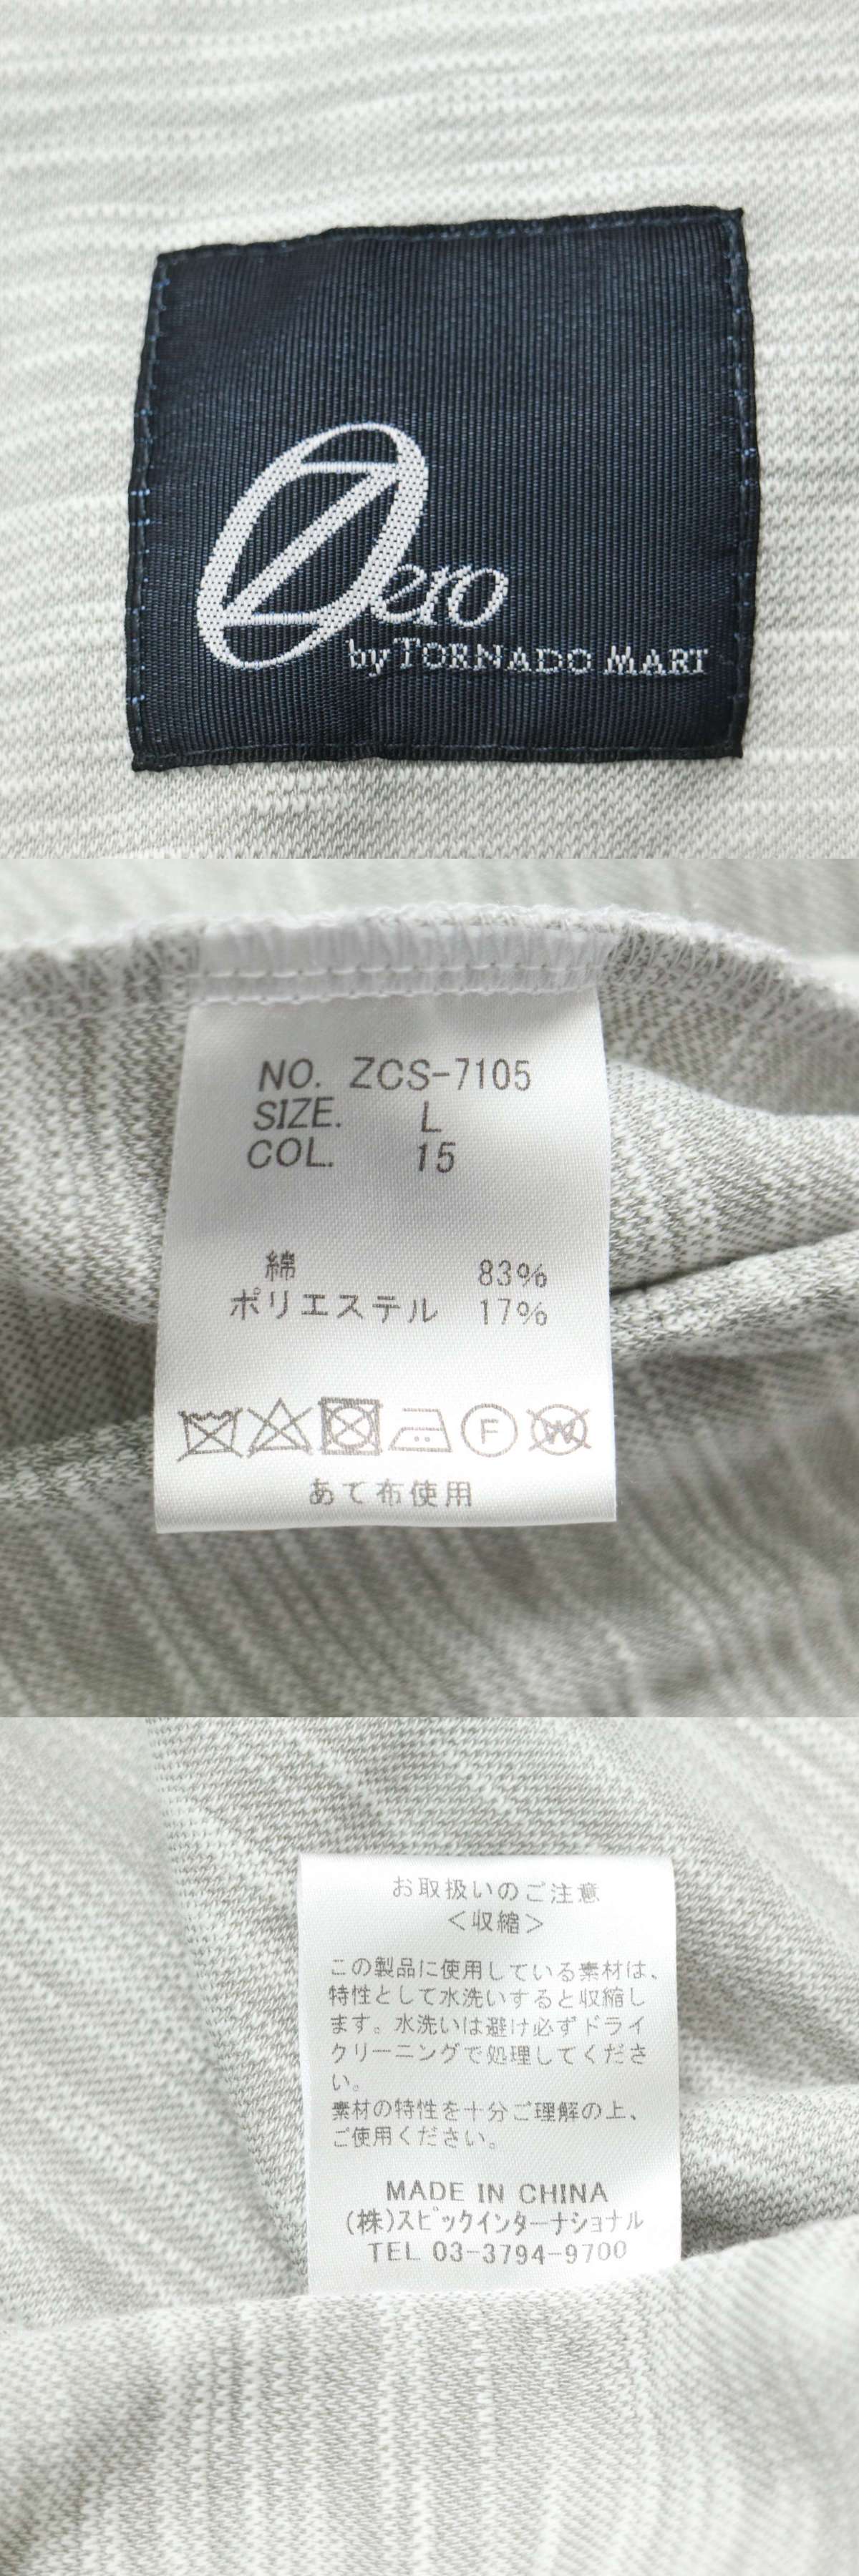 Zero
by TORNADO MART
NO. ZCS-7105
SIZE. L
COL. 15
綿 83%
ポリエステル 17%
F W
あて布使用
お取扱いのご注意
＜収縮＞
この製品に使用している素材は、
特性として水洗いすると収縮し
ます。水洗いは避け必ずドライ
クリーニングで処理してくださ
い。
素材の特性を十分ご理解の上、
ご使用ください。
MADE IN CHINA
(株)スピックインターナショナル
TEL 03-3794-9700